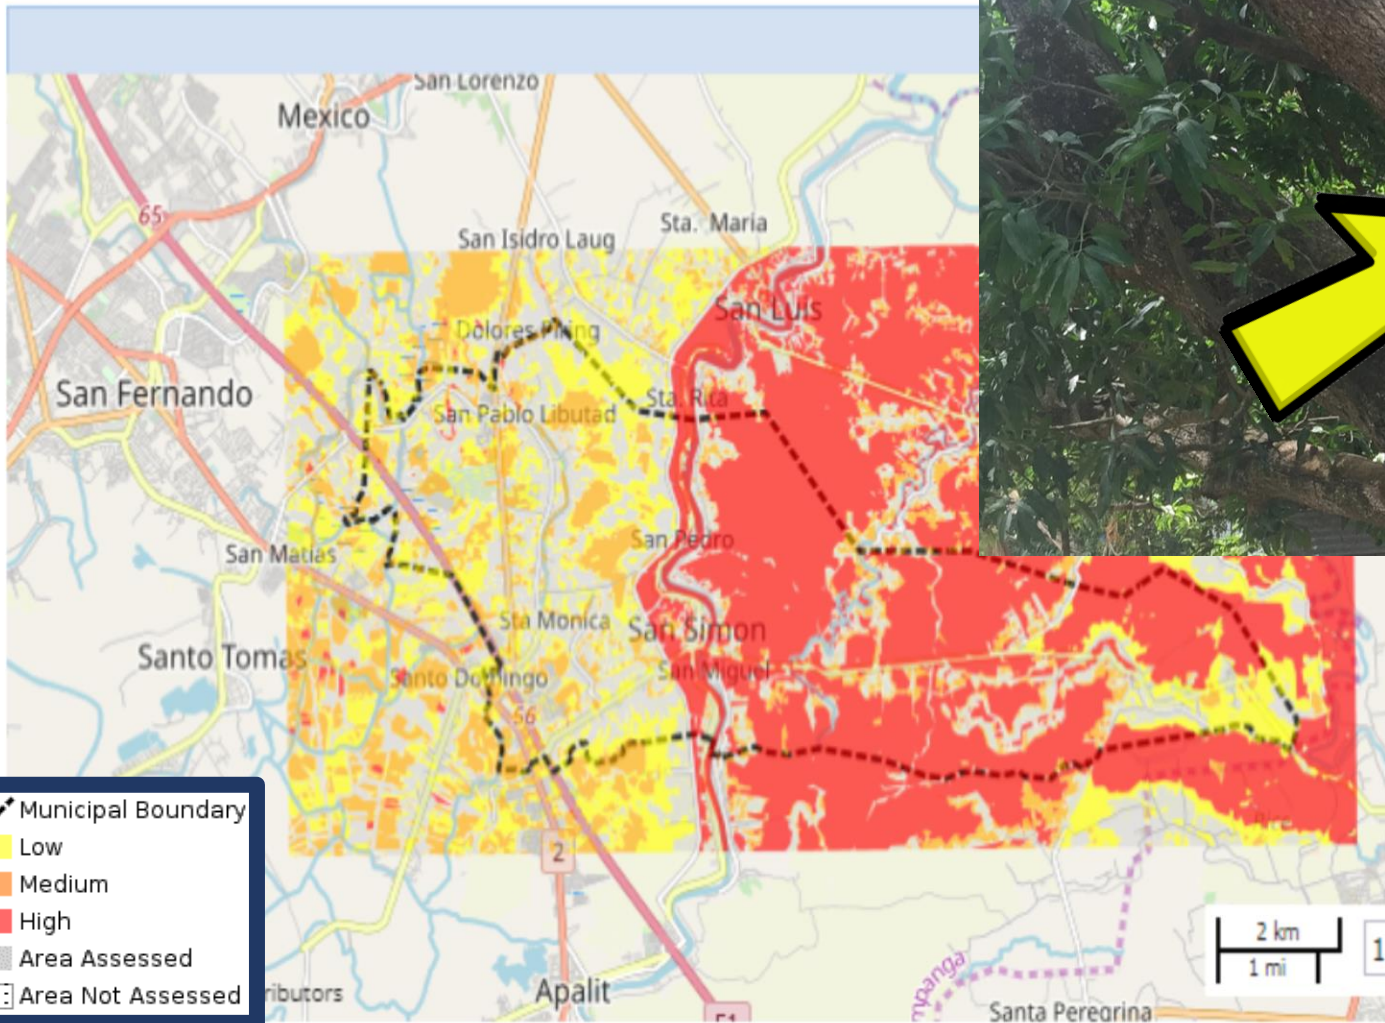 San Lorenzo
Mexico
65
Sta. Maria
San Isidro Laug
San Luis
Dolores Piring
San Fernando
Sta. Rita
San Pablo Libutad
San Pedro
San Matias
Sta Monica
San Simon
Santo Tomas
San Miguel
Santo Domingo
56
Municipal Boundary
Low
2
Medium
High
2 km
Area Assessed
1 mi
1
Area Not Assessed
ributors
Apalit
mpanga
Santa Peregrina